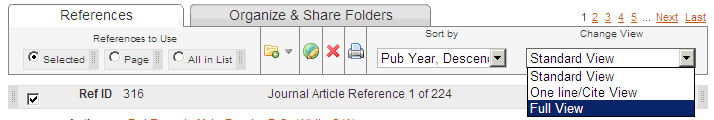 References
Organize & Share Folders
1 2 3 4 5 ... Next Last
References to Use
Sort by
Change View
Selected
Page
All in List
Pub Year, Descen
Standard View
Standard View
One line/Cite View
Full View
Ref ID 316
Journal Article Reference 1 of 224